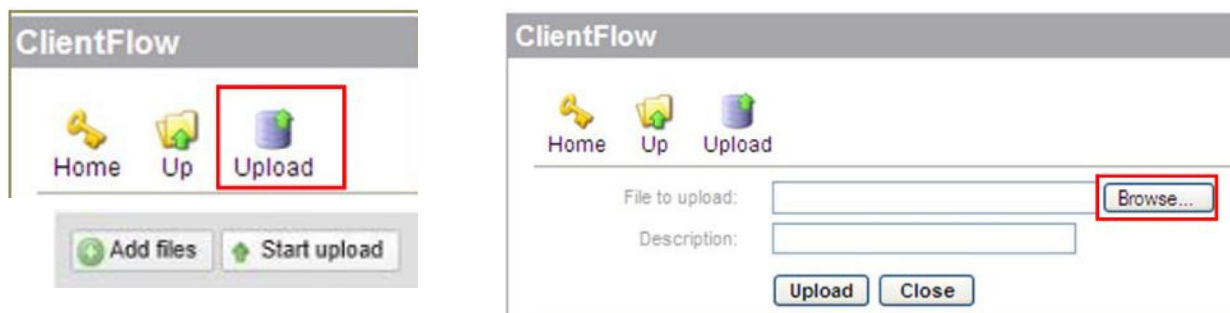 ClientFlow
Home Up Upload
Add files Start upload
ClientFlow
Home Up Upload
File to upload: Browse...
Description:
Upload Close